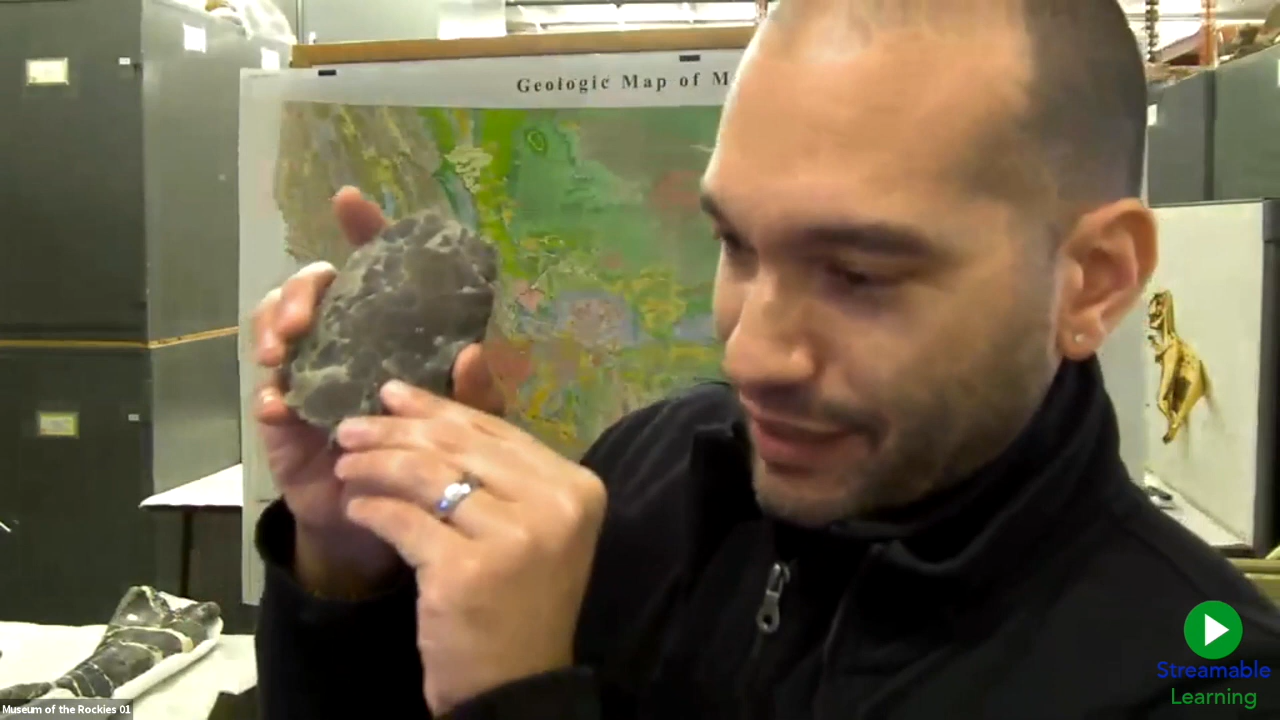 Geologic Map of M
Museum of the Rockies 01
Streamable
Learning